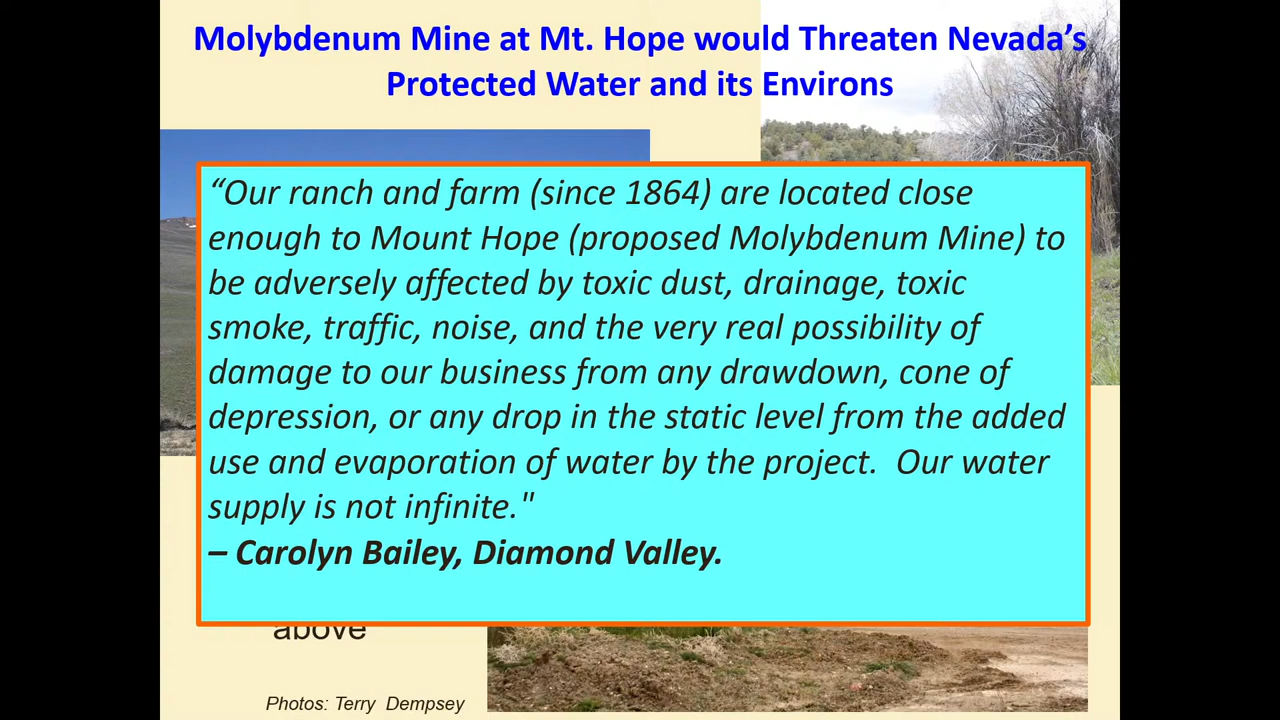 Molybdenum Mine at Mt. Hope would Threaten Nevada’s
Protected Water and its Environs
“Our ranch and farm (since 1864) are located close
enough to Mount Hope (proposed Molybdenum Mine) to
be adversely affected by toxic dust, drainage, toxic
smoke, traffic, noise, and the very real possibility of
damage to our business from any drawdown, cone of
depression, or any drop in the static level from the added
use and evaporation of water by the project.  Our water
supply is not infinite."
– Carolyn Bailey, Diamond Valley.
above
Photos: Terry  Dempsey